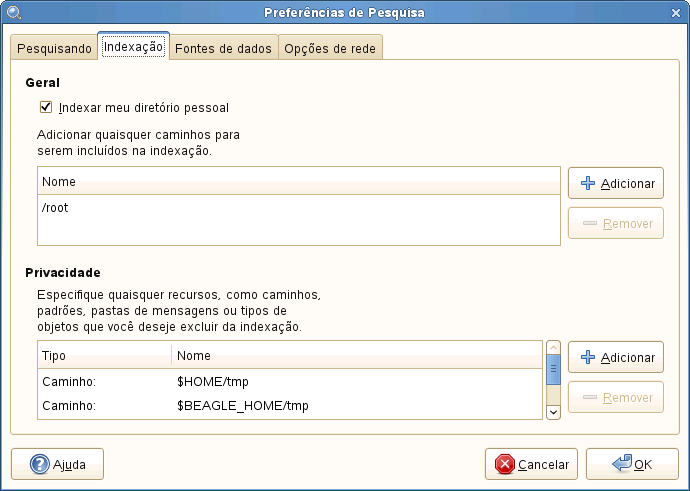 Preferências de Pesquisa
Pesquisando
Indexação
Fontes de dados
Opções de rede
Geral
Indexar meu diretório pessoal
Adicionar quaisquer caminhos para
serem incluídos na indexação.
Nome
/root
Adicionar
Remover
Privacidade
Especifique quaisquer recursos, como caminhos,
padrões, pastas de mensagens ou tipos de
objetos que você deseje excluir da indexação.
Tipo Nome
Caminho: $HOME/tmp
Caminho: $BEAGLE_HOME/tmp
Adicionar
Remover
Ajuda
Cancelar
OK